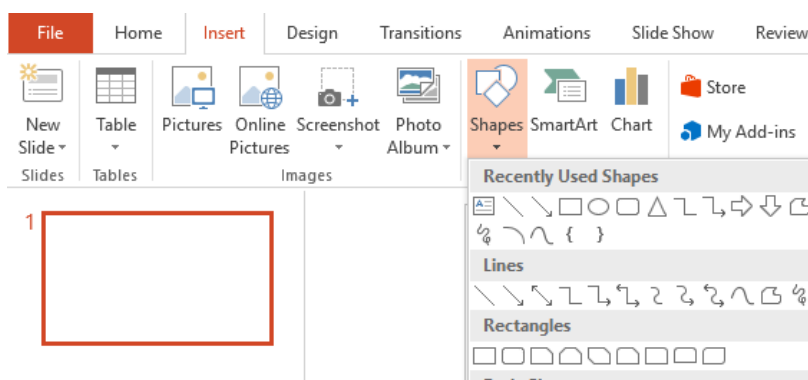 File Home Insert Design Transitions Animations Slide Show Review
New Slide
Table
Pictures
Online Pictures
Screenshot
Photo Album
Shapes
SmartArt
Chart
Store
My Add-ins
Slides Tables Images
Recently Used Shapes
Lines
Rectangles
1